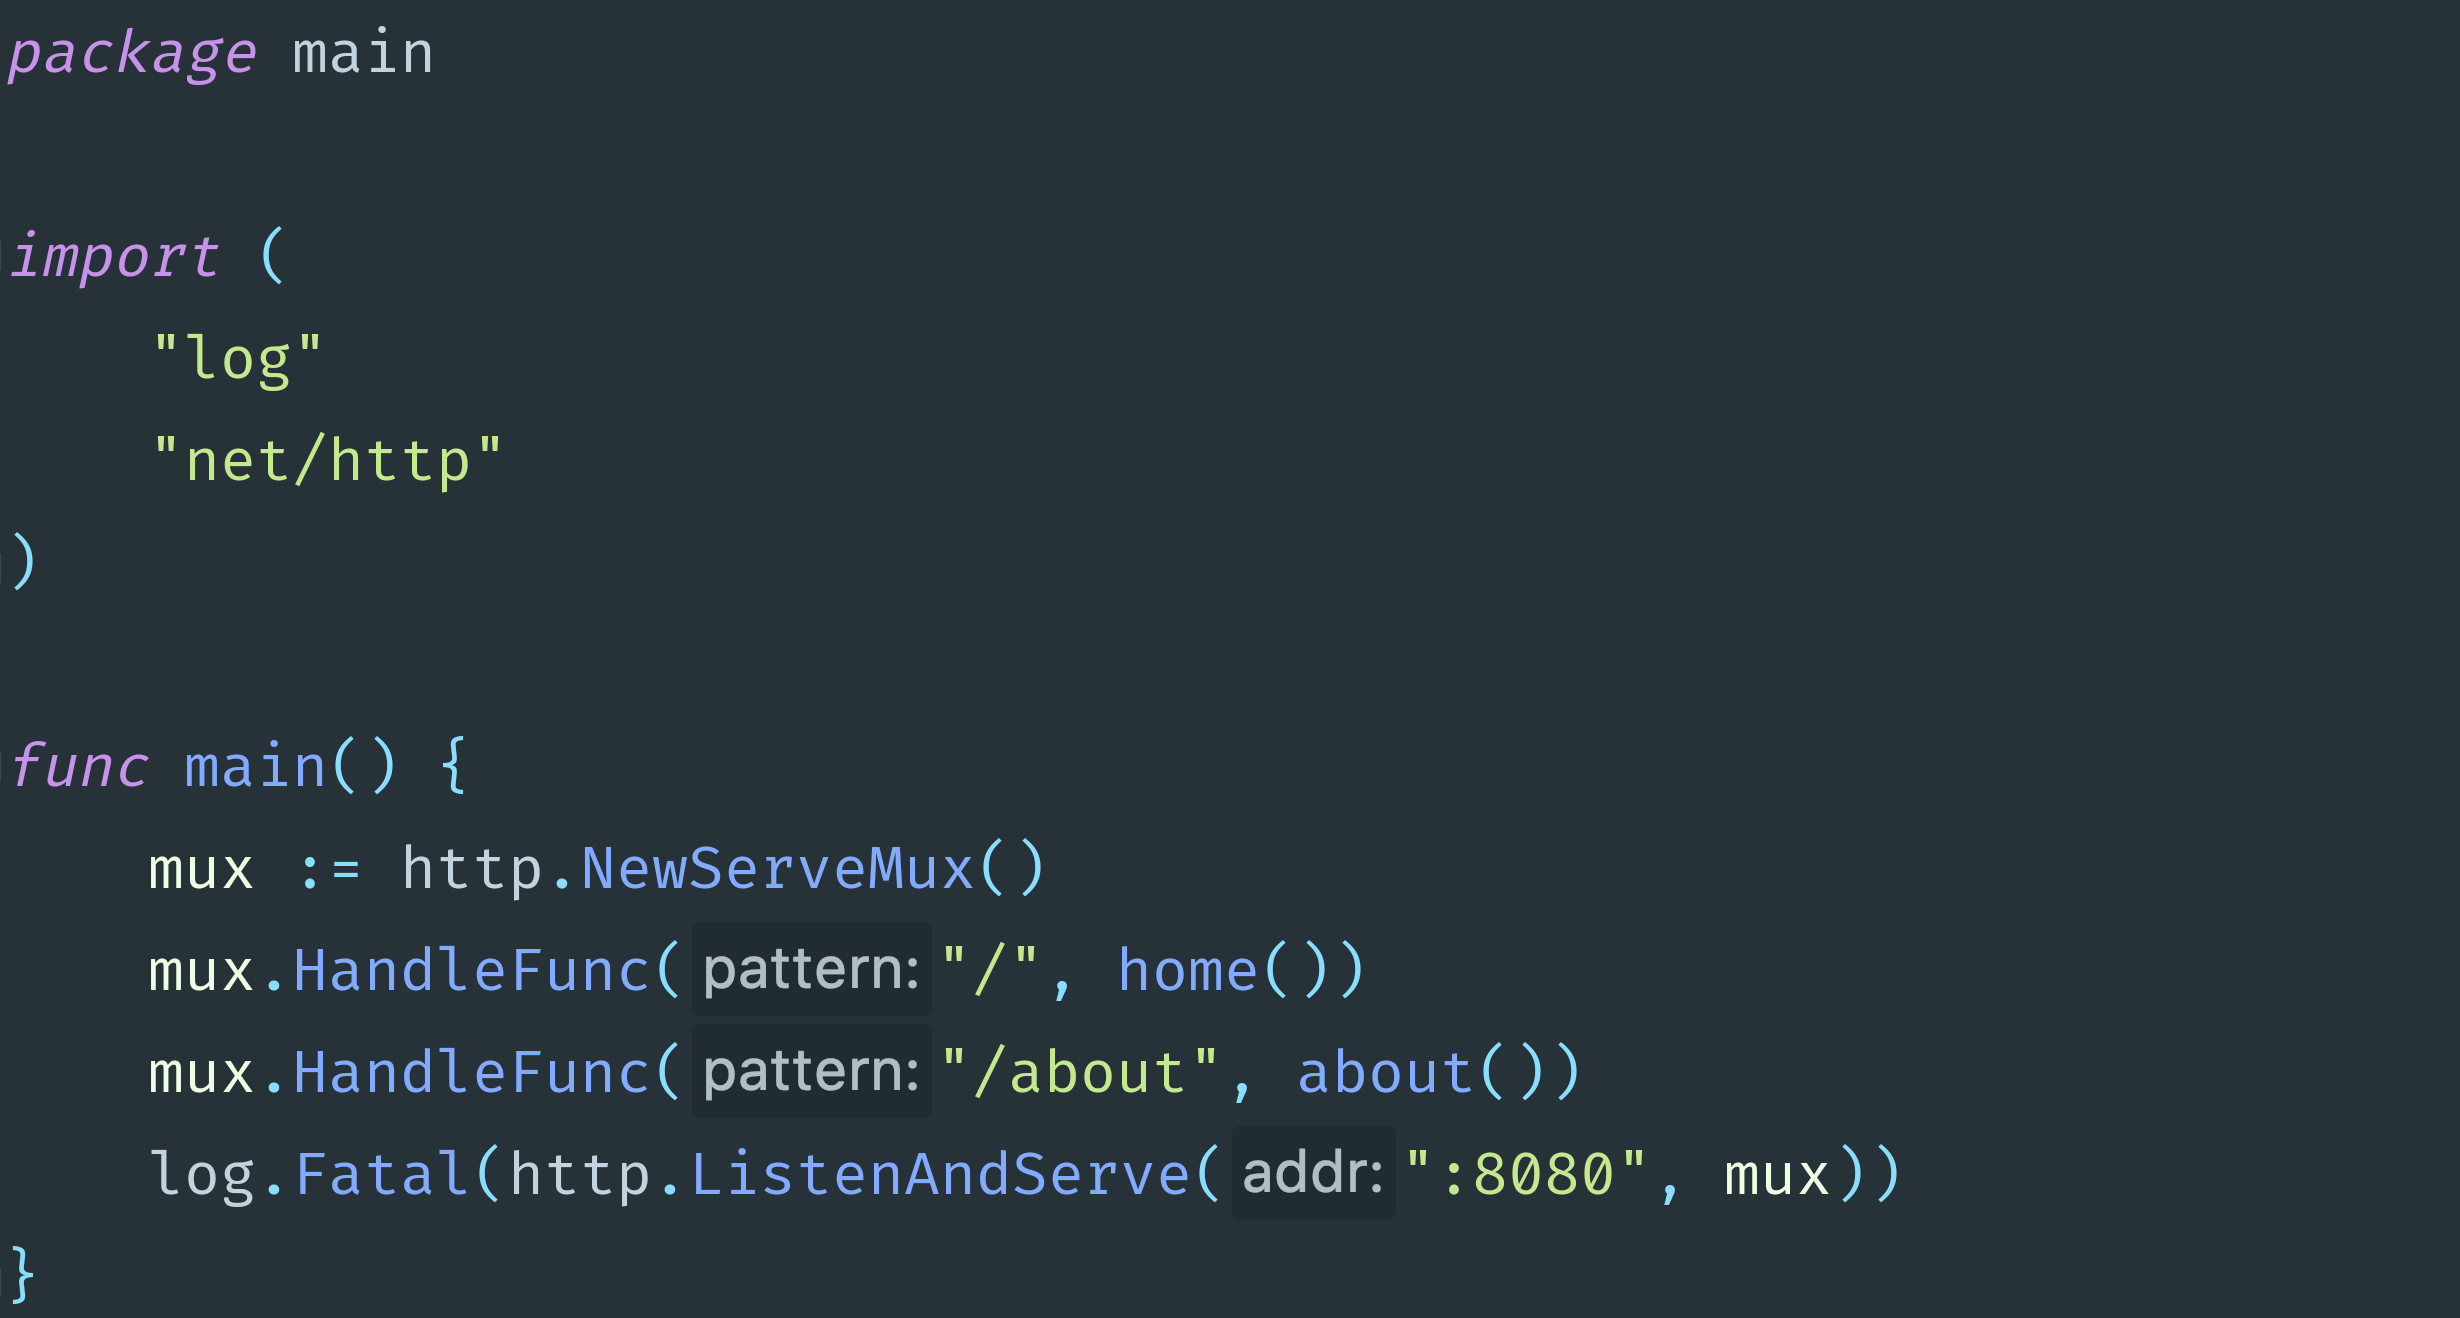 package main
import (
"log"
"net/http"
)
func main() {
mux := http.NewServeMux()
mux.HandleFunc( pattern: "/", home())
mux.HandleFunc( pattern: "/about", about())
log.Fatal(http.ListenAndServe( addr: ":8080", mux))
}